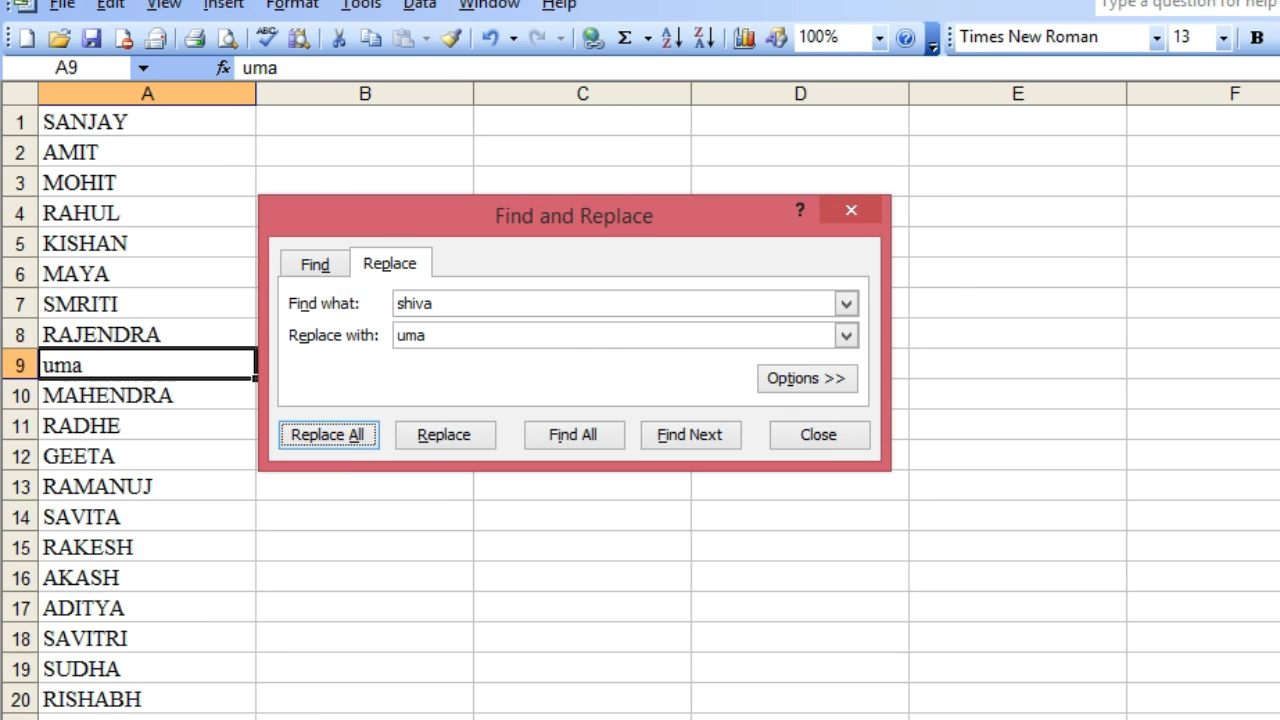 File Edit View Insert Format Tools Data Window Help Type a question for help
100% Times New Roman 13 B
A9 fx uma
A B C D E F
1 SANJAY
2 AMIT
3 MOHIT
4 RAHUL
5 KISHAN
6 MAYA
7 SMRITI
8 RAJENDRA
9 uma
10 MAHENDRA
11 RADHE
12 GEETA
13 RAMANUJ
14 SAVITA
15 RAKESH
16 AKASH
17 ADITYA
18 SAVITRI
19 SUDHA
20 RISHABH
Find and Replace ? ×
Find Replace
Find what: shiva
Replace with: uma
Options >>
Replace All Replace Find All Find Next Close